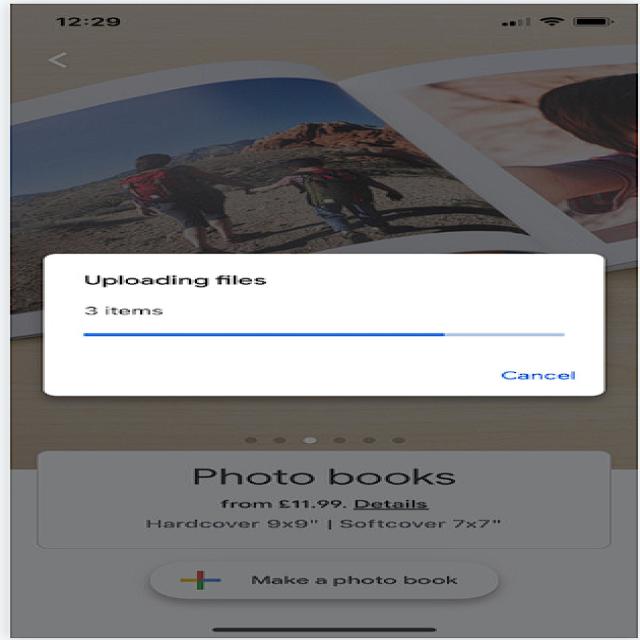 12:29
Uploading files
3 items
Cancel
Photo books
from £11.99. Details
Hardcover 9x9" | Softcover 7x7"
Make a photo book